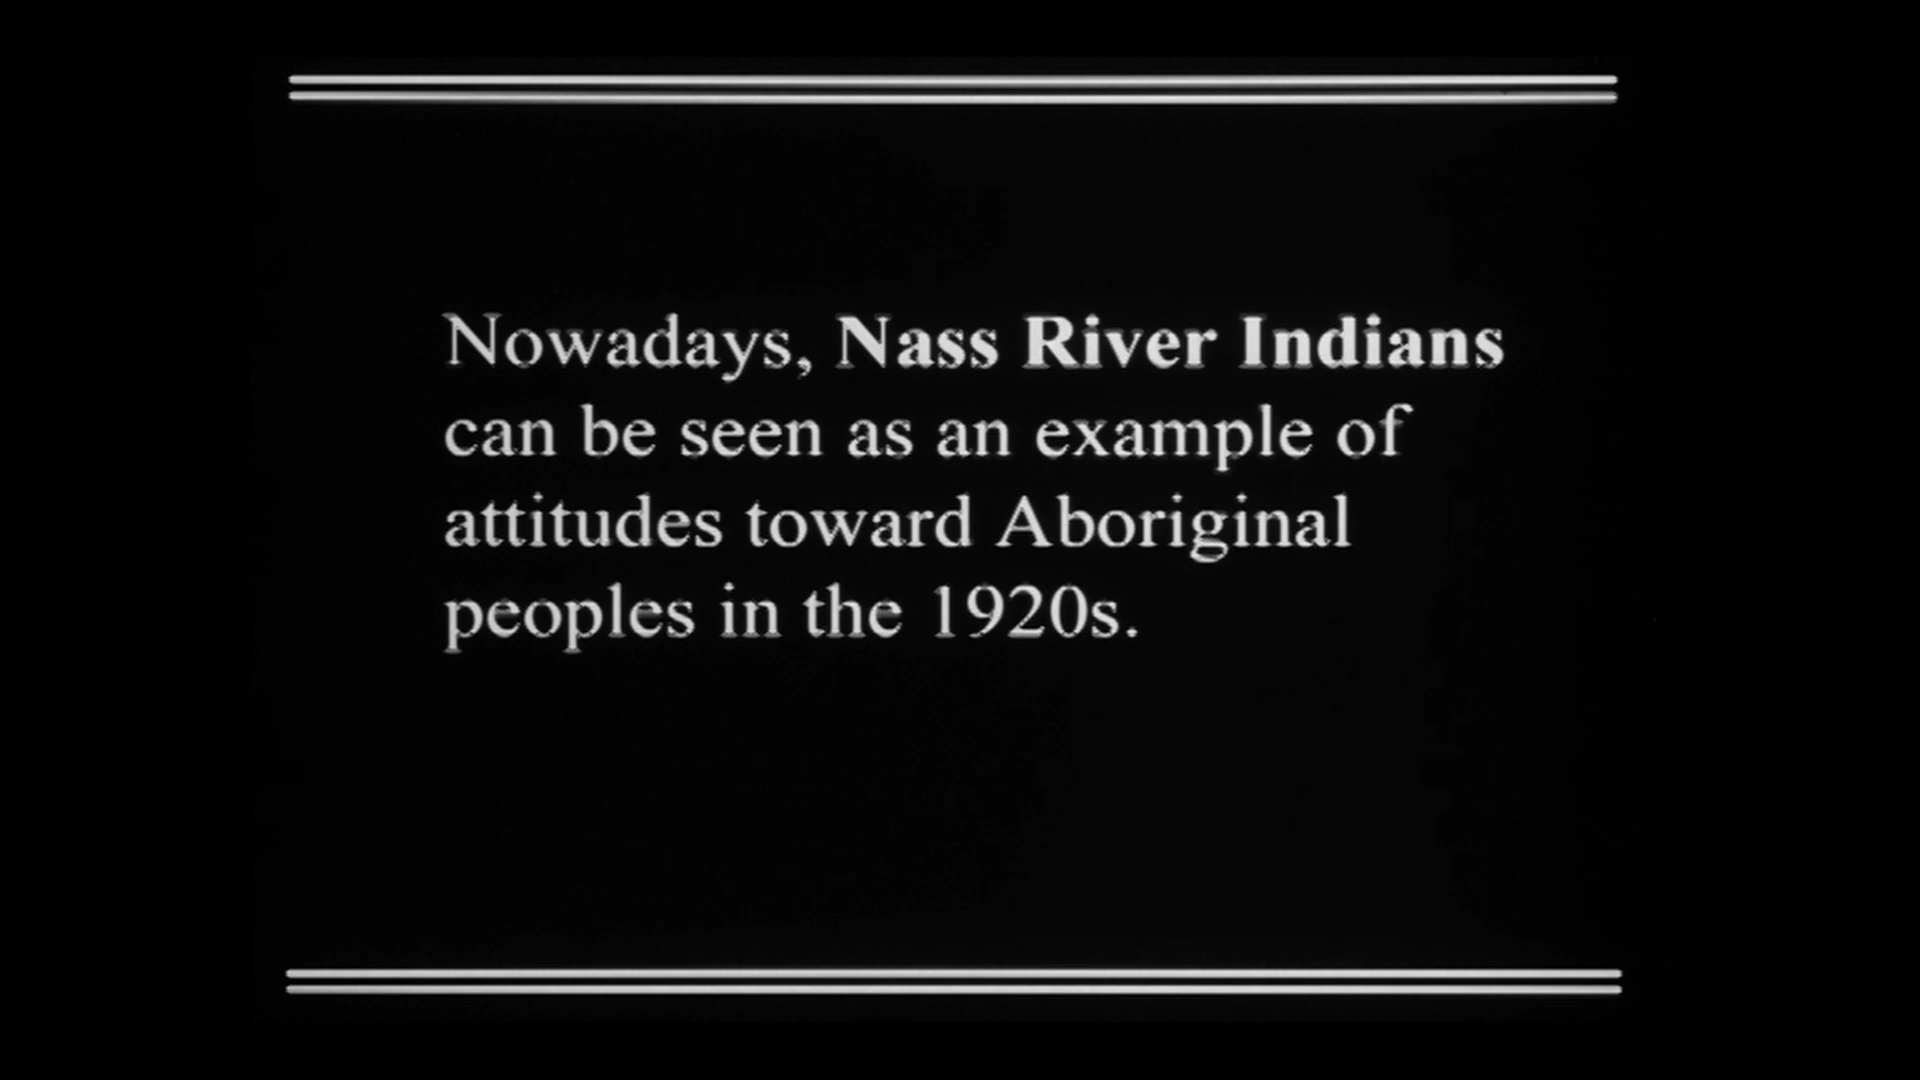 Nowadays, Nass River Indians
can be seen as an example of
attitudes toward Aboriginal
peoples in the 1920s.